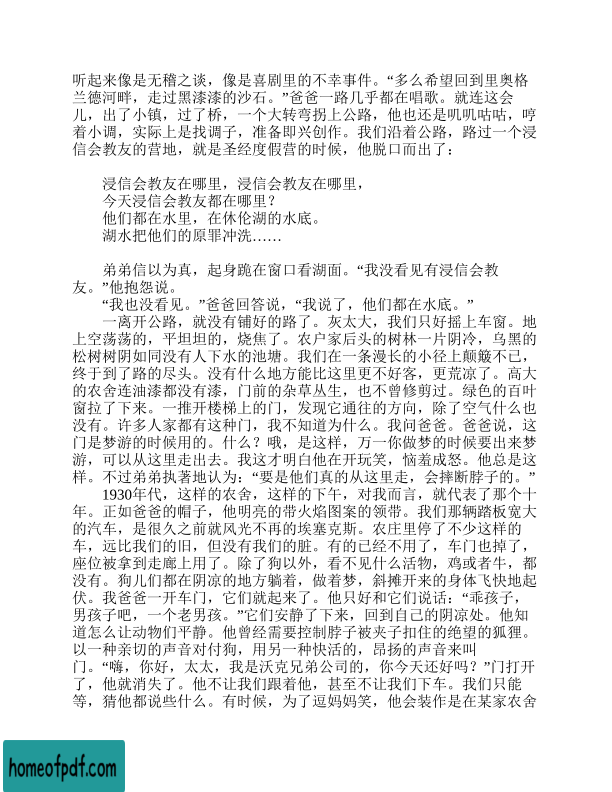 听起来像是无稽之谈，像是喜剧里的不幸事件。“多么希望回到里奥格
兰德河畔，走过黑漆漆的沙石。”爸爸一路几乎都在唱歌。就连这会
儿，出了小镇，过了桥，一个大转弯拐上公路，他也还是叽叽咕咕，哼
着小调，实际上是找调子，准备即兴创作。我们沿着公路，路过一个浸
信会教友的营地，就是圣经度假营的时候，他脱口而出了：
浸信会教友在哪里，浸信会教友在哪里，
今天浸信会教友都在哪里？
他们都在水里，在休伦湖的水底。
湖水把他们的原罪冲洗……
弟弟信以为真，起身跪在窗口看湖面。“我没看见有浸信会教
友。”他抱怨说。
“我也没看见。”爸爸回答说，“我说了，他们都在水底。”
一离开公路，就没有铺好的路了。灰太大，我们只好摇上车窗。地
上空荡荡的，平坦坦的，烧焦了。农户家后头的树林一片阴冷，乌黑的
松树树阴如同没有人下水的池塘。我们在一条漫长的小径上颠簸不已，
终于到了路的尽头。没有什么地方能比这里更不好客，更荒凉了。高大
的农舍连油漆都没有漆，门前的杂草丛生，也不曾修剪过。绿色的百叶
窗拉了下来。一推开楼梯上的门，发现它通往的方向，除了空气什么也
没有。许多人家都有这种门，我不知道为什么。我问爸爸。爸爸说，这
门是梦游的时候用的。什么？哦，是这样，万一你做梦的时候要出来梦
游，可以从这里走出去。我这才明白他在开玩笑，恼羞成怒。他总是这
样。不过弟弟执著地认为：“要是他们真的从这里走，会摔断脖子的。”
1930年代，这样的农舍，这样的下午，对我而言，就代表了那个十
年。正如爸爸的帽子，他明亮的带火焰图案的领带。我们那辆踏板宽大
的汽车，是很久之前就风光不再的埃塞克斯。农庄里停了不少这样的
车，远比我们的旧，但没有我们的脏。有的已经不用了，车门也掉了，
座位被拿到走廊上用了。除了狗以外，看不见什么活物，鸡或者牛，都
没有。狗儿们都在阴凉的地方躺着，做着梦，斜摊开来的身体飞快地起
伏。我爸爸一开车门，它们就起来了。他只好和它们说话：“乖孩子，
男孩子吧，一个老男孩。”它们安静了下来，回到自己的阴凉处。他知
道怎么让动物们平静。他曾经需要控制脖子被夹子扣住的绝望的狐狸。
以一种亲切的声音对付狗，用另一种快活的，昂扬的声音来叫
门。“嗨，你好，太太，我是沃克兄弟公司的，你今天还好吗？”门打开
了，他就消失了。他不让我们跟着他，甚至不让我们下车。我们只能
等，猜他都说些什么。有时候，为了逗妈妈笑，他会装作是在某家农舍
homeofpdf.com